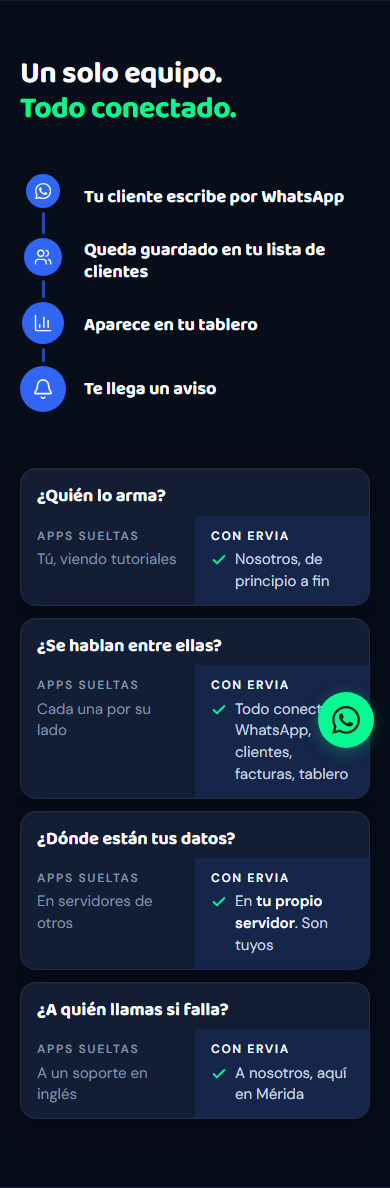 Un solo equipo.
Todo conectado.
Tu cliente escribe por WhatsApp
Queda guardado en tu lista de
clientes
Aparece en tu tablero
Te llega un aviso
¿Quién lo arma?
APPS SUELTAS
Tú, viendo tutoriales
CON ERVIA
Nosotros, de
principio a fin
¿Se hablan entre ellas?
APPS SUELTAS
Cada una por su
lado
CON ERVIA
Todo
WhatsApp,
clientes,
facturas, tablero
¿Dónde están tus datos?
APPS SUELTAS
En servidores de
otros
CON ERVIA
En tu propio
servidor. Son
tuyos
¿A quién llamas si falla?
APPS SUELTAS
A un soporte en
inglés
CON ERVIA
A nosotros, aquí
en Mérida